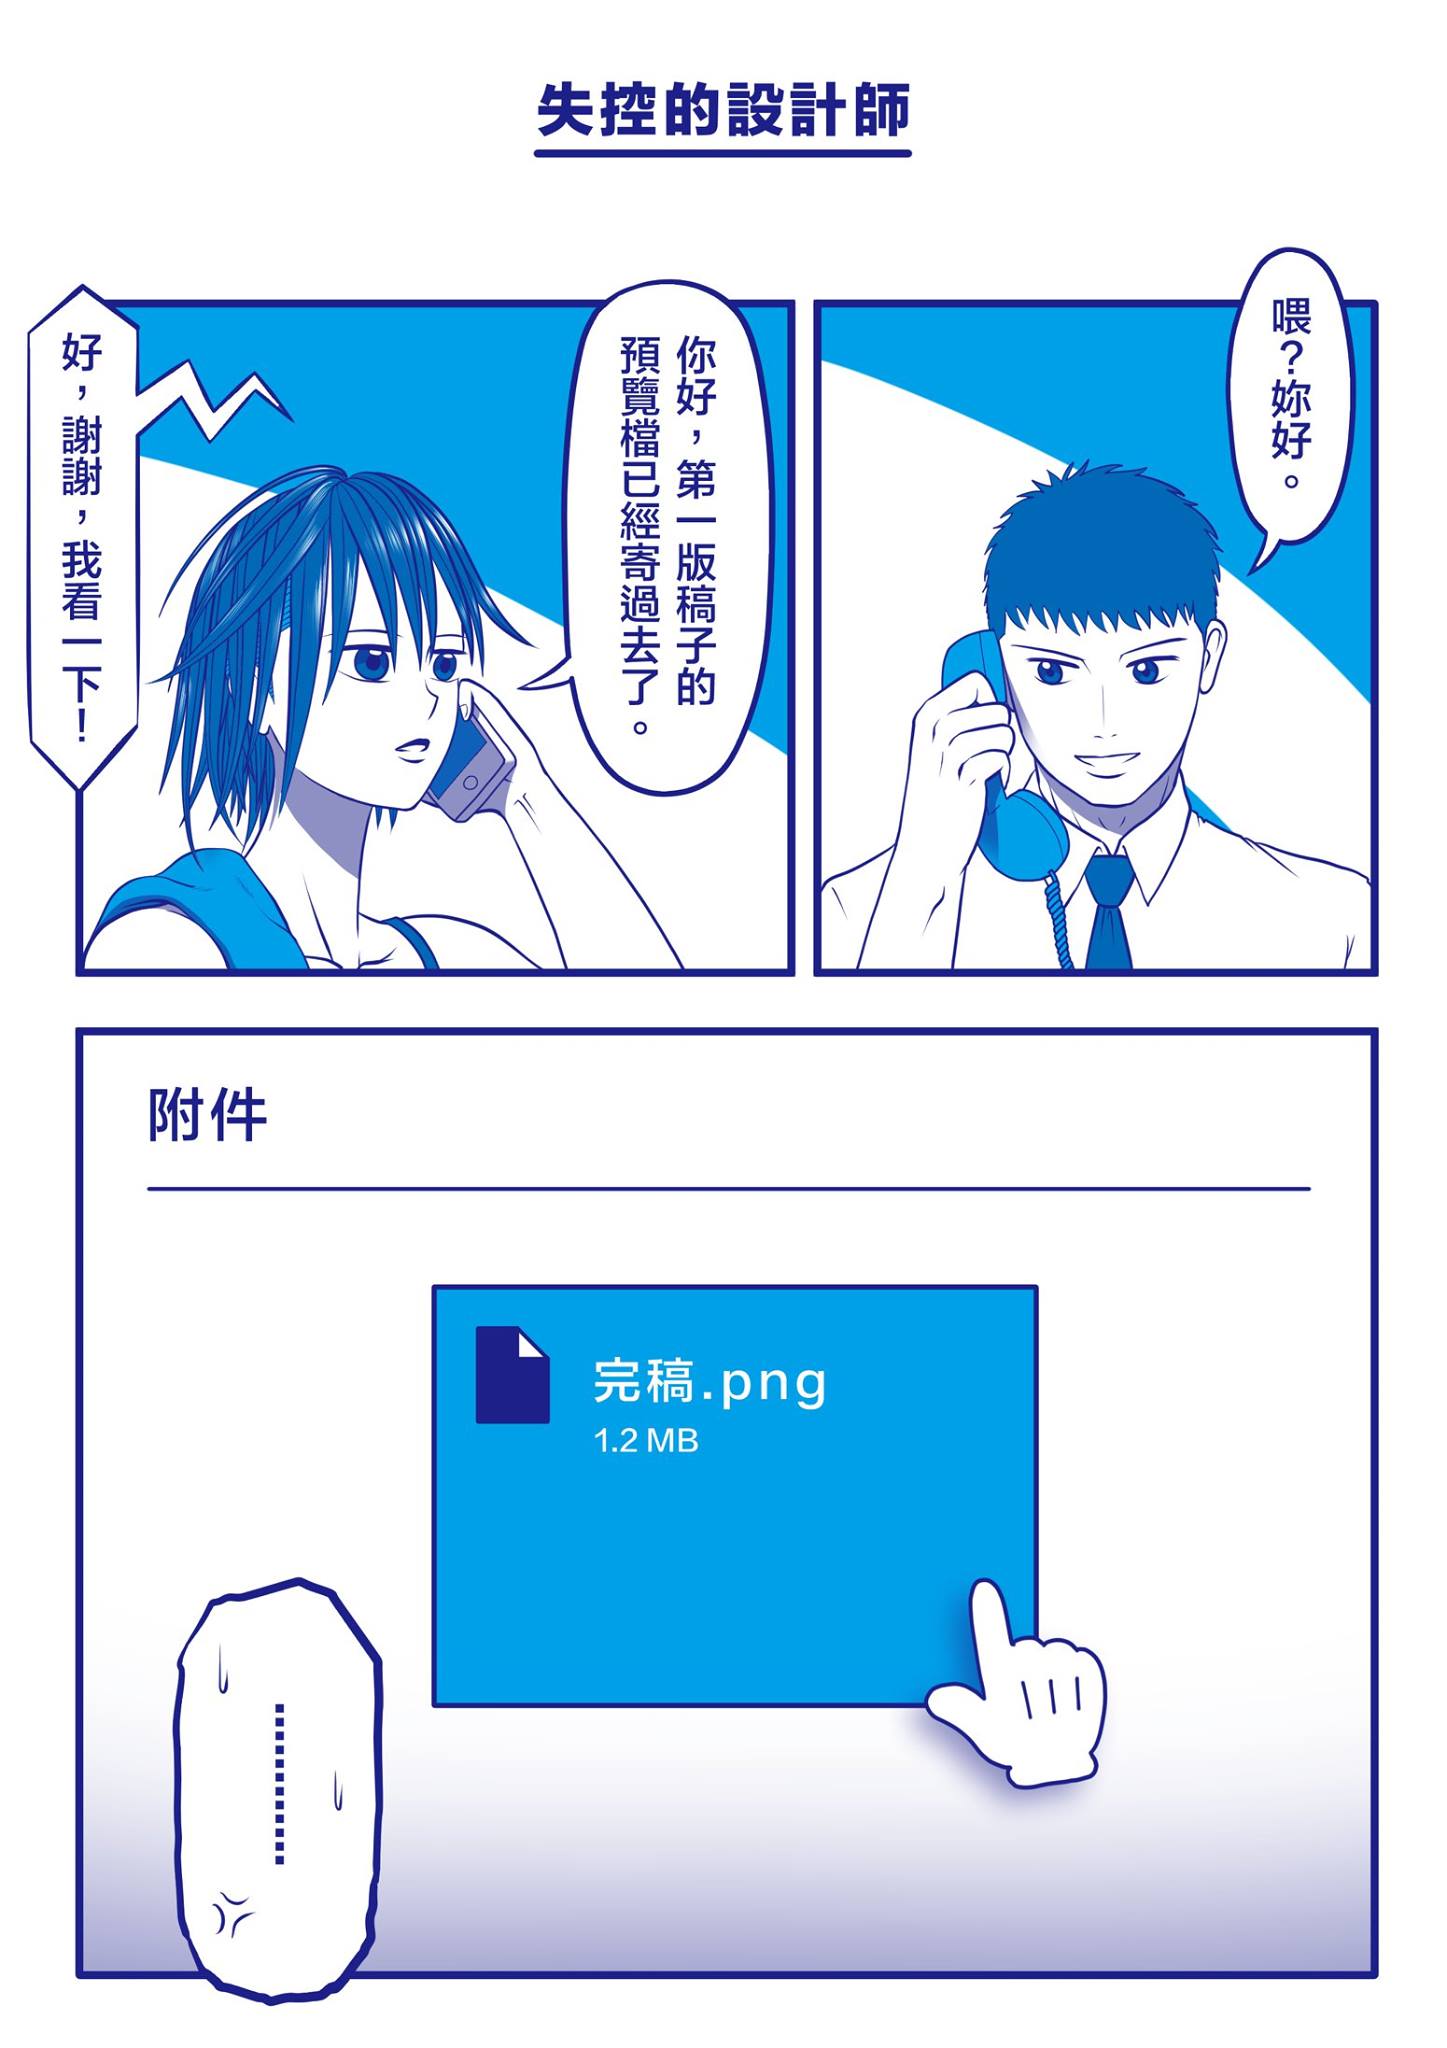 失控的設計師
喂？妳好。
你好，第一版稿子的
預覽檔已經寄過去了。
好，謝謝，我看一下！
附件
完稿.png
1.2 MB
…………